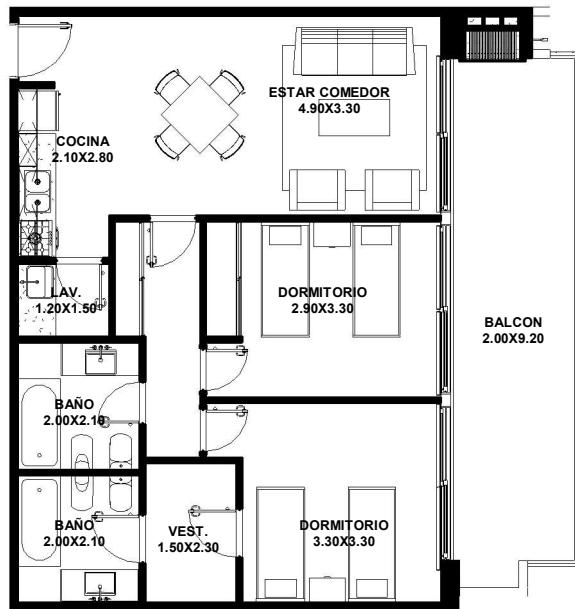 ESTAR COMEDOR
4.90X3.30
COCINA
2.10X2.80
LAV.
1.20X1.50
DORMITORIO
2.90X3.30
BALCON
2.00X9.20
BAÑO
2.00X2.10
BAÑO
2.00X2.10
VEST.
1.50X2.30
DORMITORIO
3.30X3.30